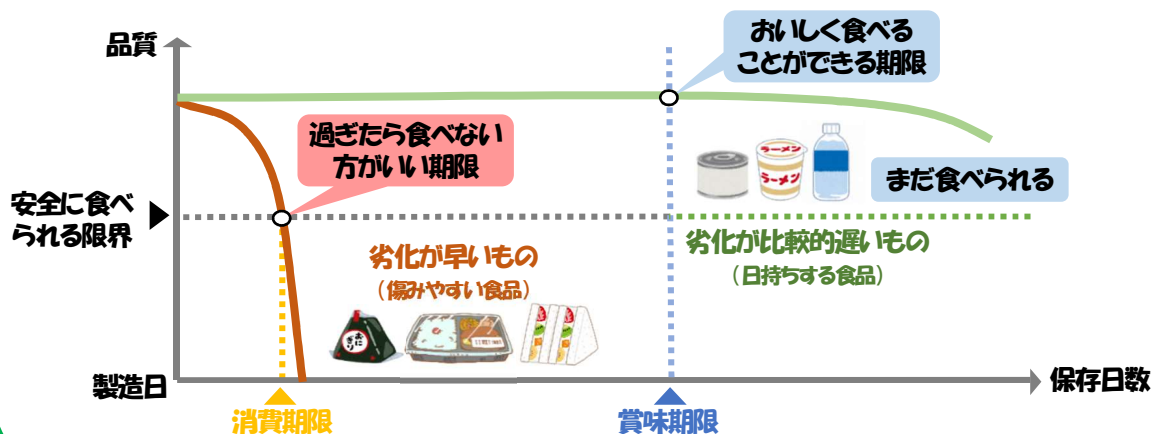 品質
おいしく食べる
ことができる期限
過ぎたら食べない
方がいい期限
ラーメン
ラーメン
まだ食べられる
安全に食べ
られる限界
劣化が早いもの
(傷みやすい食品)
劣化が比較的遅いもの
(日持ちする食品)
おにぎり
製造日
保存日数
消費期限
賞味期限